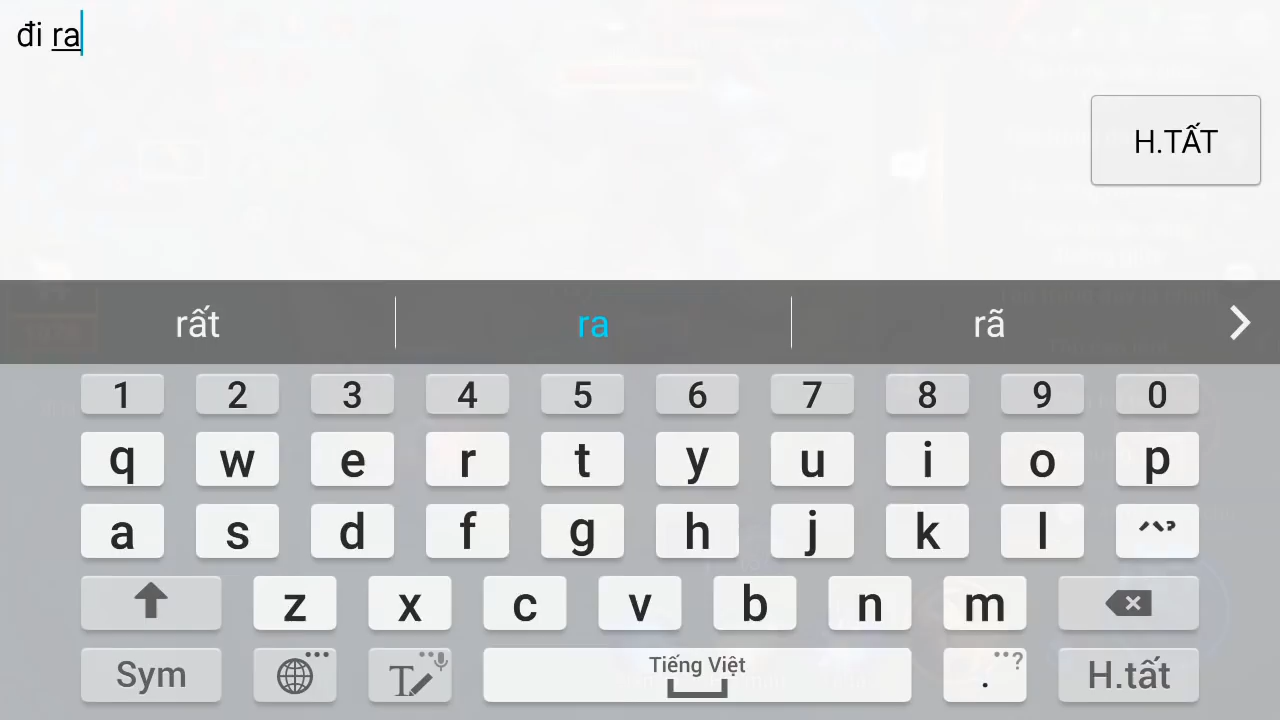 đi ra
H.TẤT
rất ra rã
1 2 3 4 5 6 7 8 9 0
q w e r t y u i o p
a s d f g h j k l
z x c v b n m
Sym Tiếng Việt . ? H.tất